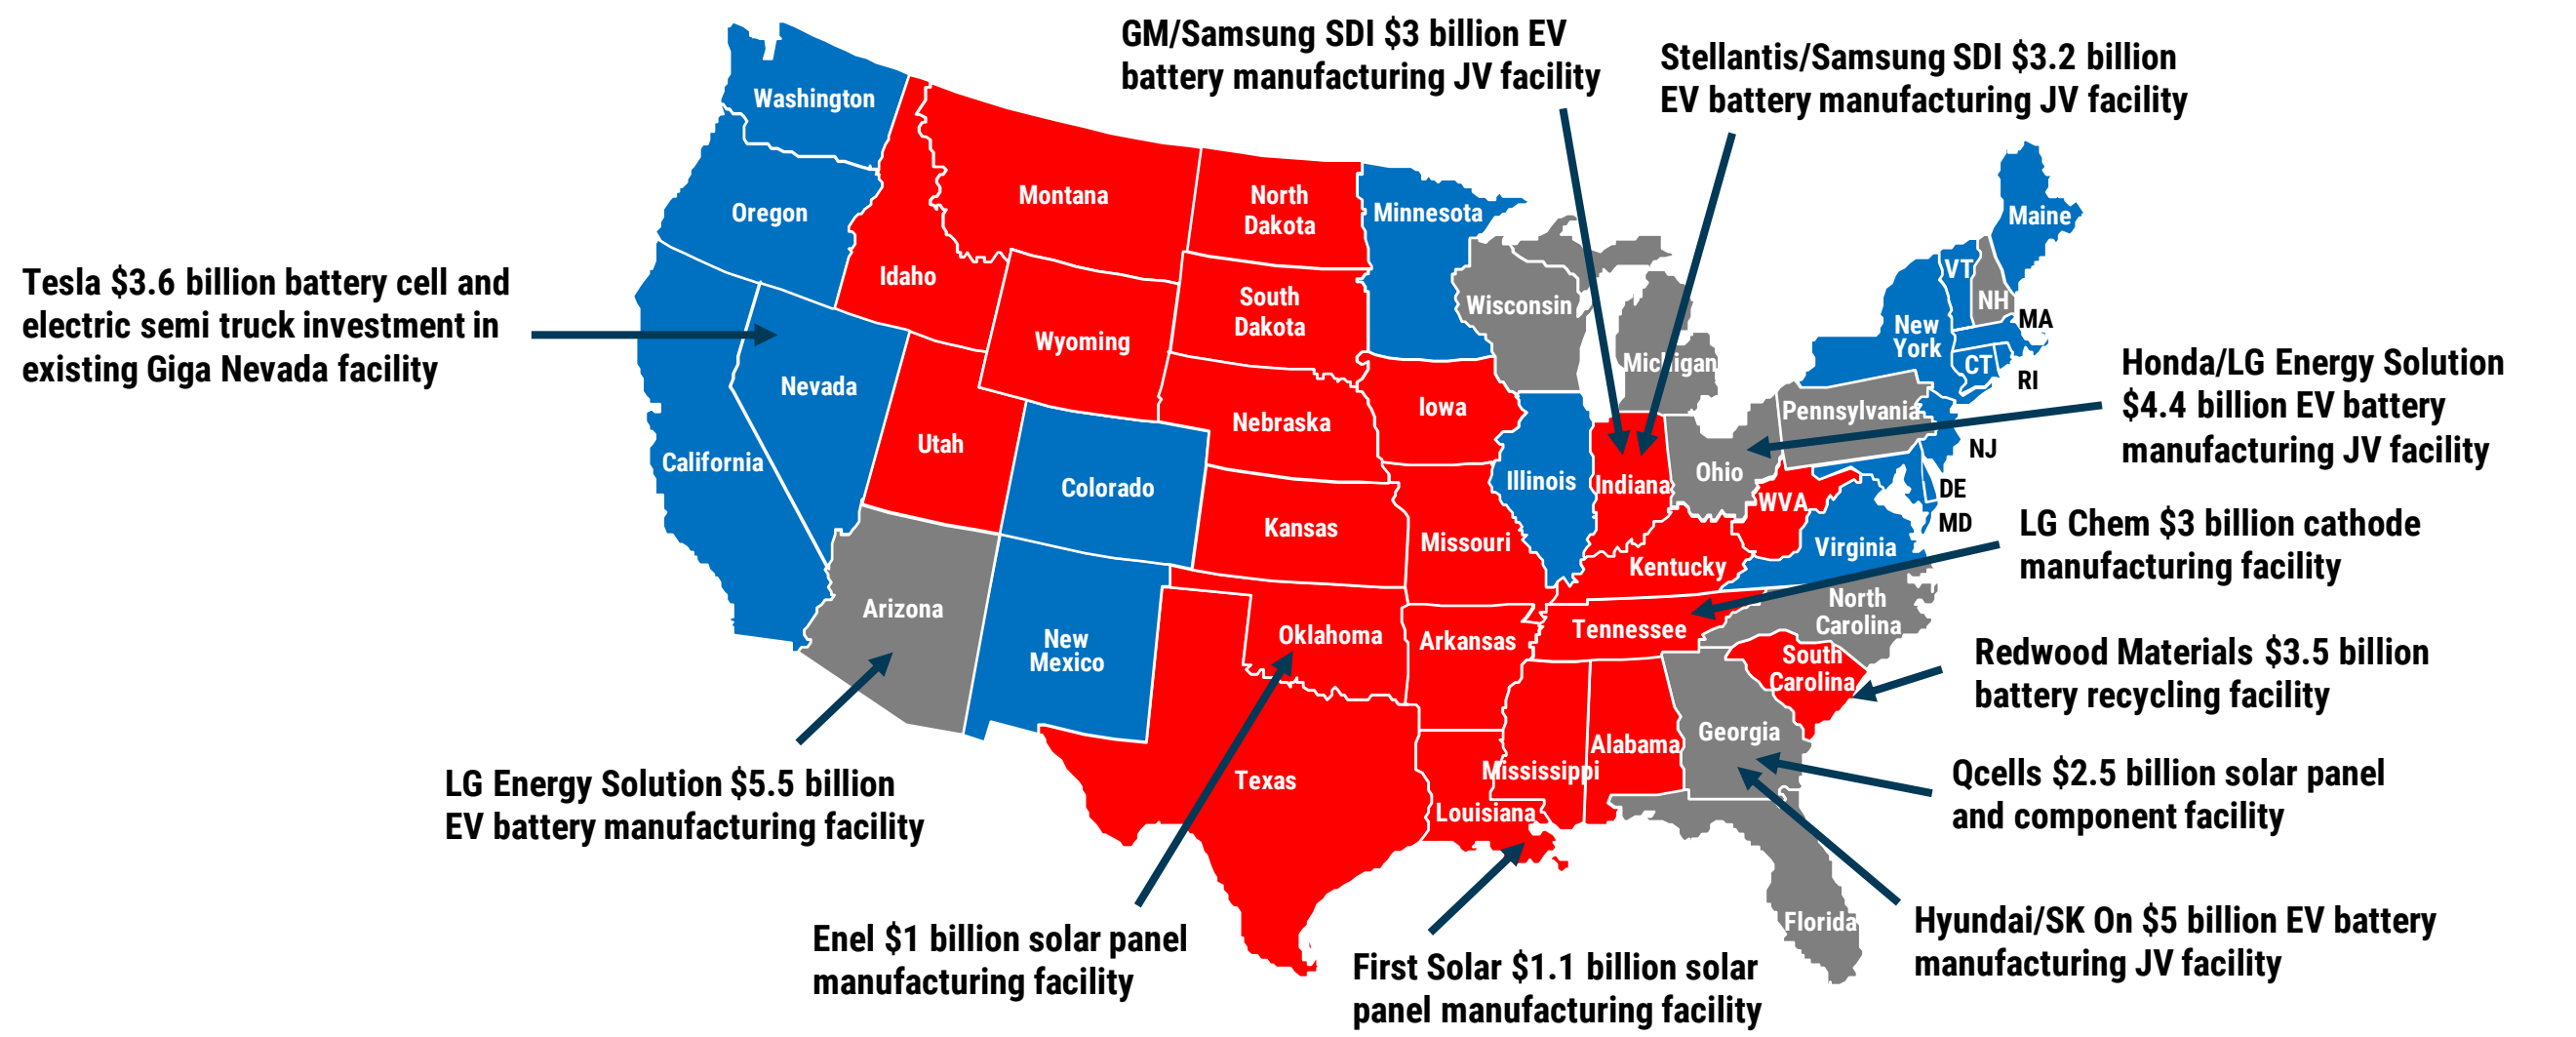 GM/Samsung SDI $3 billion EV
battery manufacturing JV facility
Stellantis/Samsung SDI $3.2 billion
EV battery manufacturing JV facility
Tesla $3.6 billion battery cell and
electric semi truck investment in
existing Giga Nevada facility
Honda/LG Energy Solution
$4.4 billion EV battery
manufacturing JV facility
LG Chem $3 billion cathode
manufacturing facility
Redwood Materials $3.5 billion
battery recycling facility
Qcells $2.5 billion solar panel
and component facility
Hyundai/SK On $5 billion EV battery
manufacturing JV facility
First Solar $1.1 billion solar
panel manufacturing facility
Enel $1 billion solar panel
manufacturing facility
LG Energy Solution $5.5 billion
EV battery manufacturing facility
Washington
Oregon
California
Nevada
Idaho
Montana
Wyoming
Utah
Colorado
Arizona
New
Mexico
North
Dakota
South
Dakota
Nebraska
Kansas
Oklahoma
Texas
Minnesota
Iowa
Missouri
Arkansas
Louisiana
Wisconsin
Illinois
Michigan
Indiana
Ohio
Kentucky
Tennessee
Mississippi
Alabama
Georgia
Florida
South
Carolina
North
Carolina
Virginia
WVA
Pennsylvania
New
York
VT
NH
Maine
MA
CT
RI
NJ
DE
MD